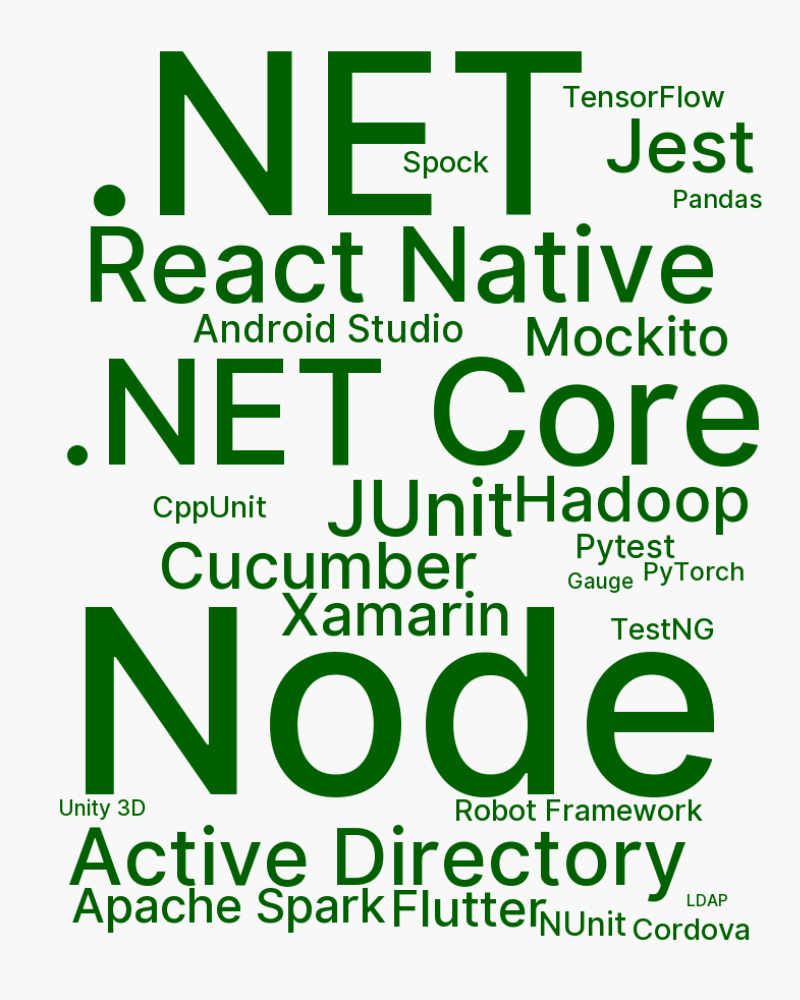 .NET
TensorFlow
Jest
Spock
Pandas
React Native
Android Studio
Mockito
.NET Core
CppUnit
JUnit
Hadoop
Pytest
Cucumber
Gauge
PyTorch
Xamarin
TestNG
Node
Unity 3D
Robot Framework
Active Directory
Apache Spark
Flutter
LDAP
NUnit
Cordova